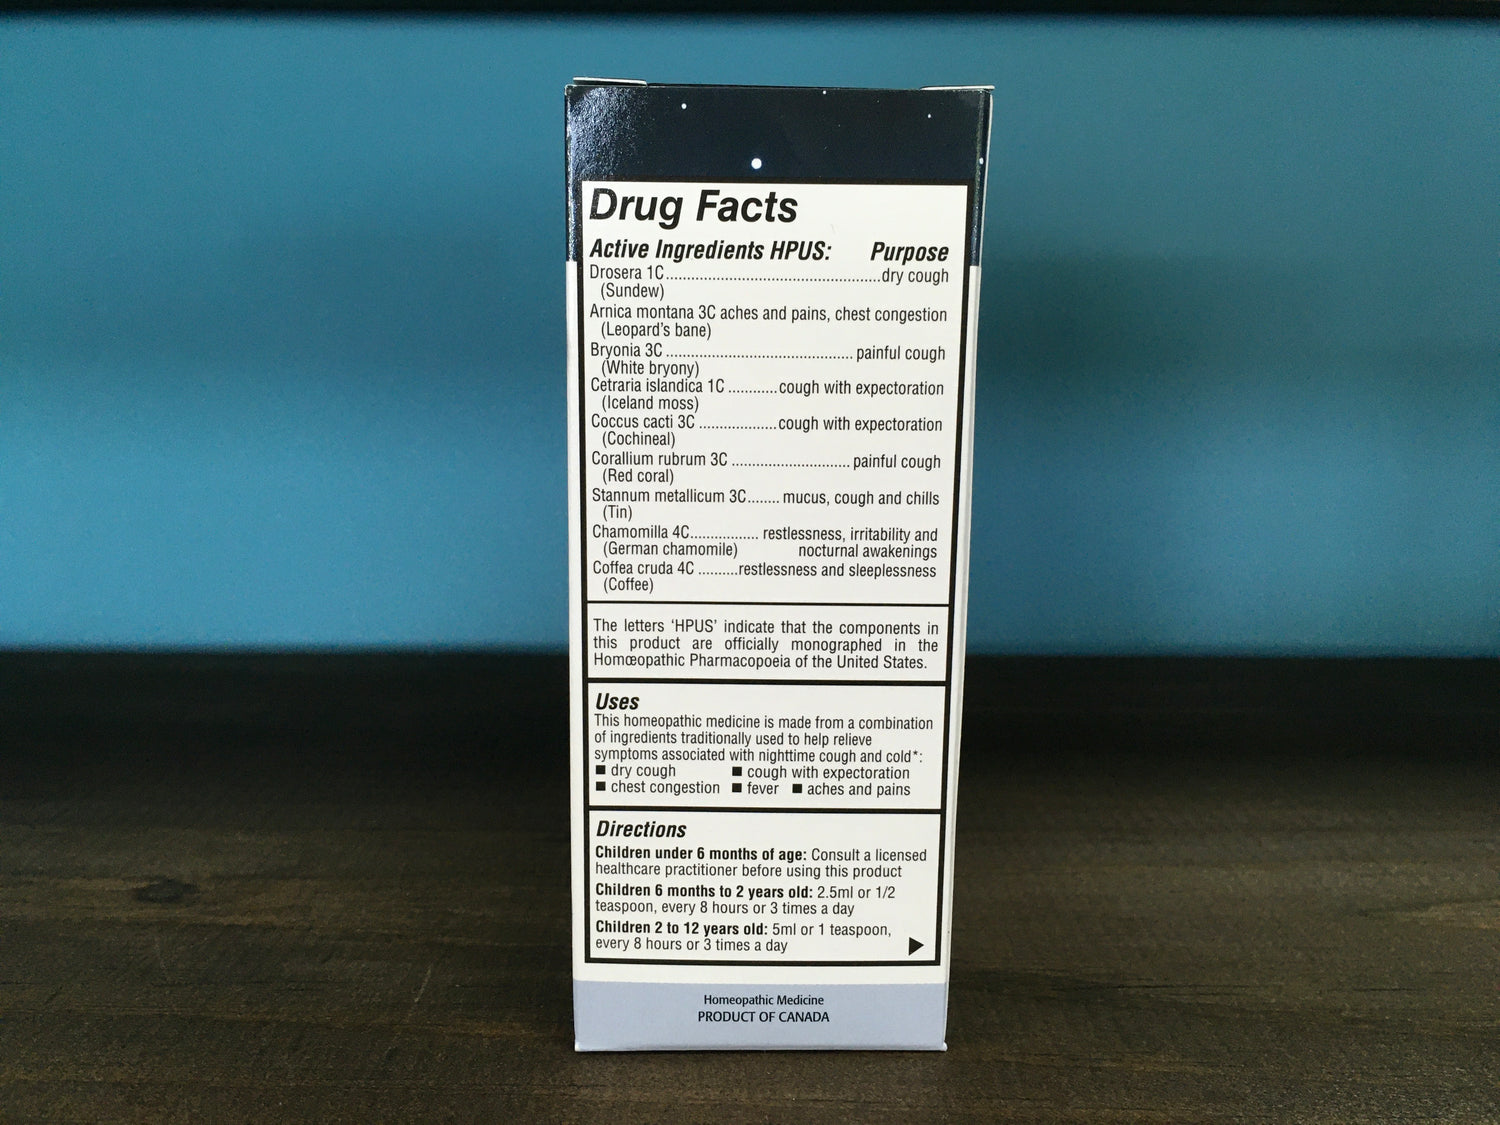 Drug Facts
Active Ingredients HPUS: Purpose
Drosera 1C............................................dry cough
(Sundew)
Arnica montana 3C aches and pains, chest congestion
(Leopard's bane)
Bryonia 3C ............................................ painful cough
(White bryony)
Cetraria islandica 1C ............cough with expectoration
(Iceland moss)
Coccus cacti 3C ...................cough with expectoration
(Cochineal)
Corallium rubrum 3C ............................. painful cough
(Red coral)
Stannum metallicum 3C........ mucus, cough and chills
(Tin)
Chamomilla 4C................. restlessness, irritability and
(German chamomile) nocturnal awakenings
Coffea cruda 4C ..........restlessness and sleeplessness
(Coffee)
The letters 'HPUS' indicate that the components in
this product are officially monographed in the
Homœopathic Pharmacopoeia of the United States.
Uses
This homeopathic medicine is made from a combination
of ingredients traditionally used to help relieve
symptoms associated with nighttime cough and cold*:
■ dry cough ■ cough with expectoration
■ chest congestion ■ fever ■ aches and pains
Directions
Children under 6 months of age: Consult a licensed
healthcare practitioner before using this product
Children 6 months to 2 years old: 2.5ml or 1/2
teaspoon, every 8 hours or 3 times a day
Children 2 to 12 years old: 5ml or 1 teaspoon,
every 8 hours or 3 times a day
Homeopathic Medicine
PRODUCT OF CANADA